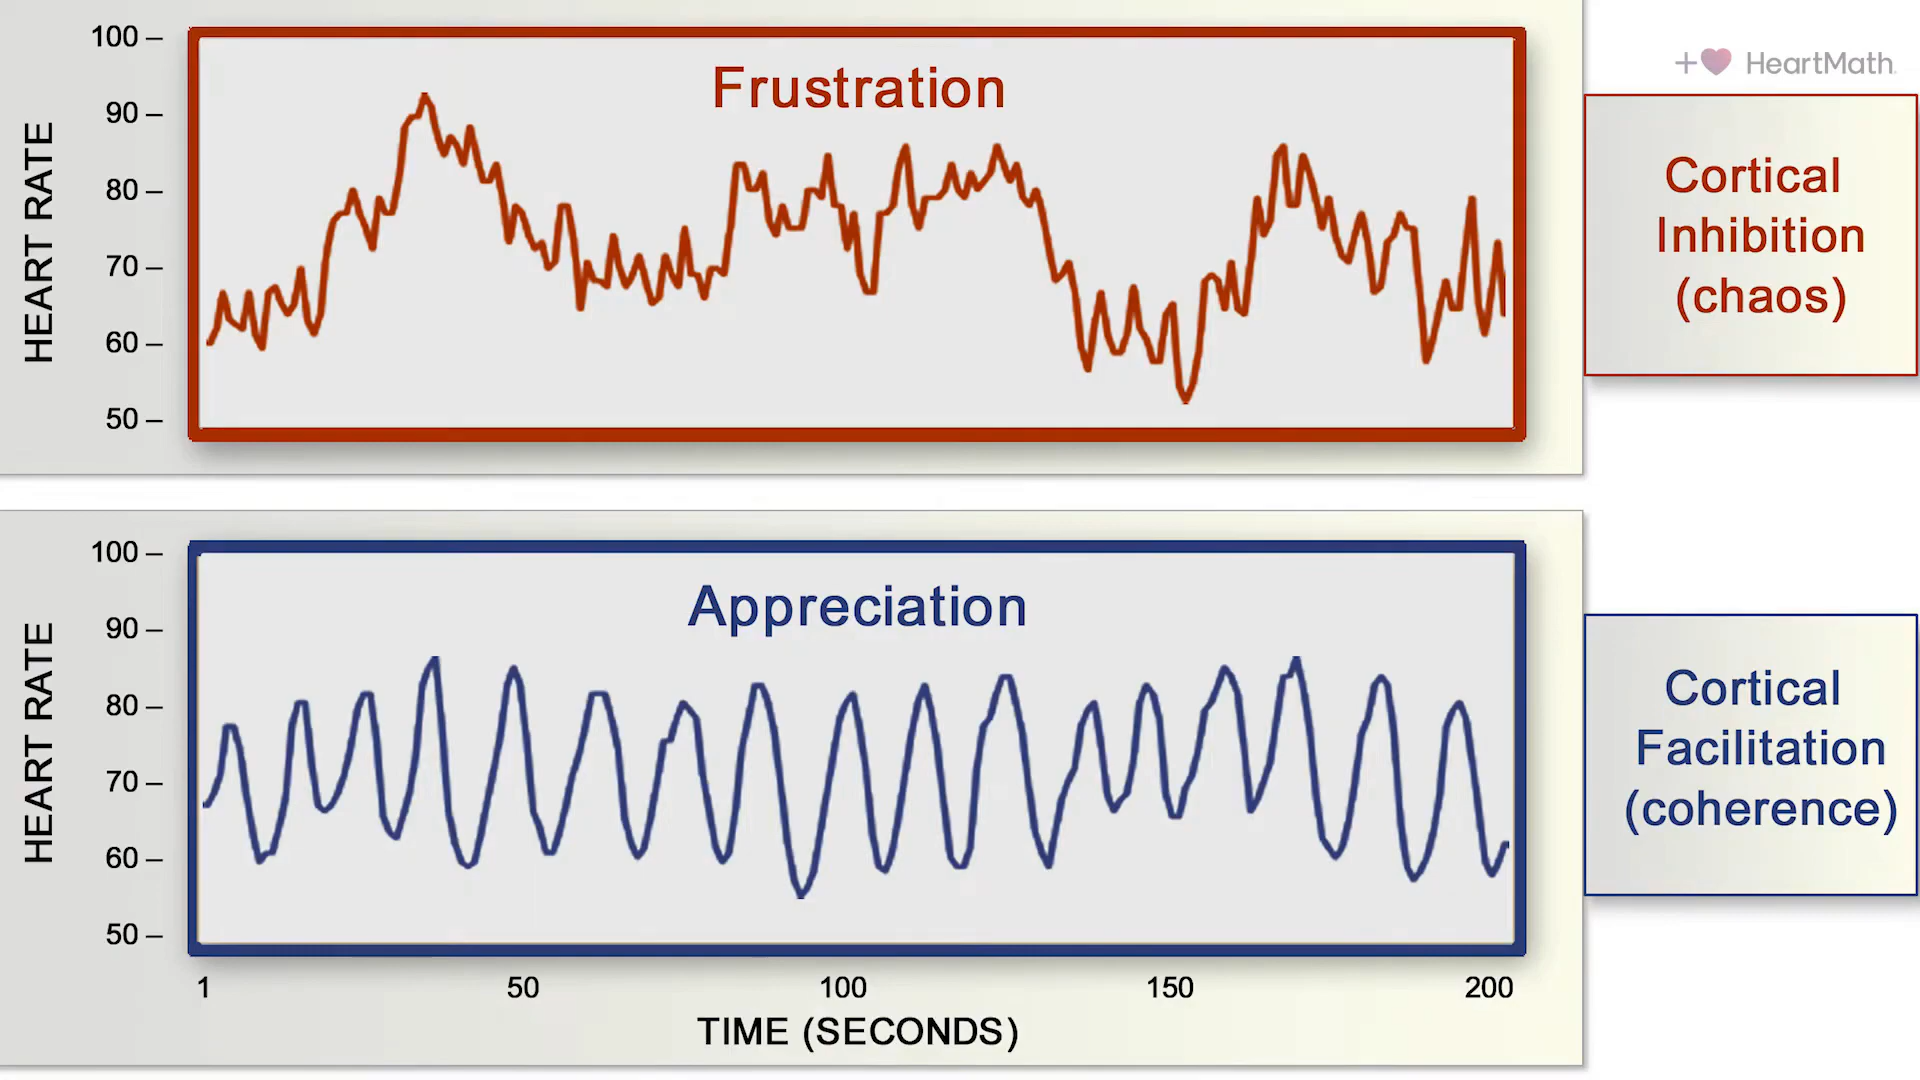 HeartMath
HEART RATE
100
90
80
70
60
50
Frustration
Cortical
Inhibition
(chaos)
HEART RATE
100
90
80
70
60
50
Appreciation
Cortical
Facilitation
(coherence)
1 50 100 150 200
TIME (SECONDS)